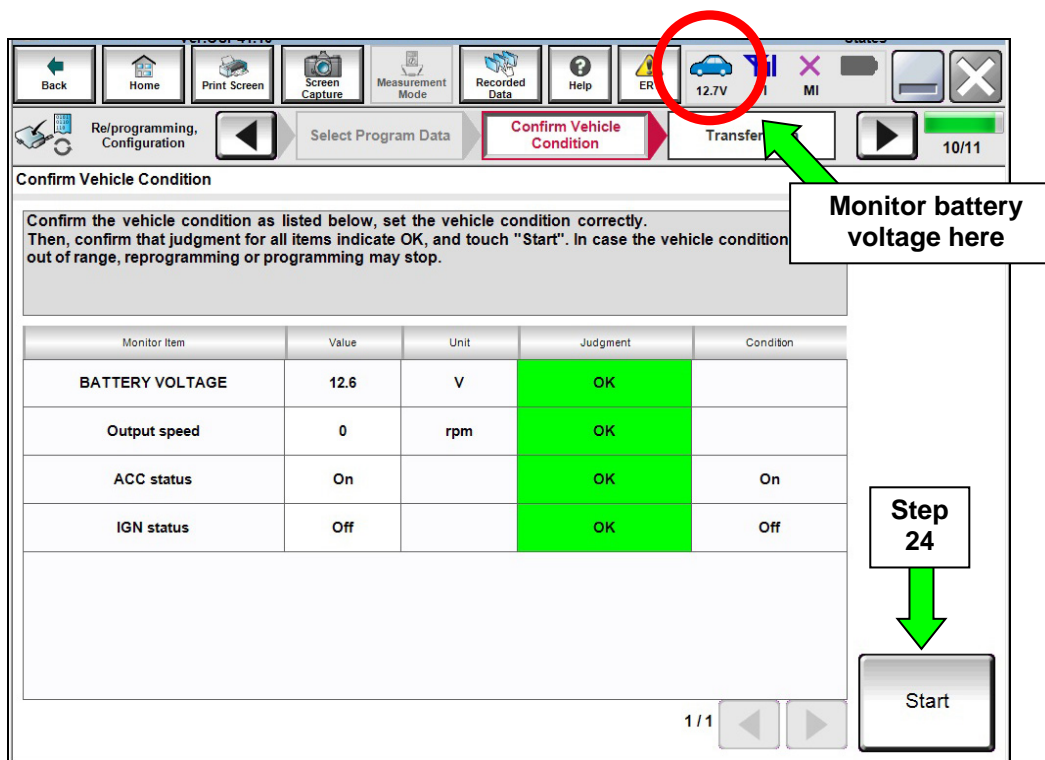 Back
Home
Print Screen
Screen
Capture
Measurement
Mode
Recorded
Data
Help
12.7V
MI
Re/programming,
Configuration
Select Program Data
Confirm Vehicle
Condition
10/11
Confirm Vehicle Condition
Monitor battery
voltage here
Confirm the vehicle condition as listed below, set the vehicle condition correctly.
Then, confirm that judgment for all items indicate OK, and touch "Start". In case the vehicle condition
out of range, reprogramming or programming may stop.
Monitor Item Value Unit Judgment Condition
BATTERY VOLTAGE 12.6 V OK
Output speed 0 rpm OK
ACC status On OK On
IGN status Off OK Off
Step
24
Start
1/1